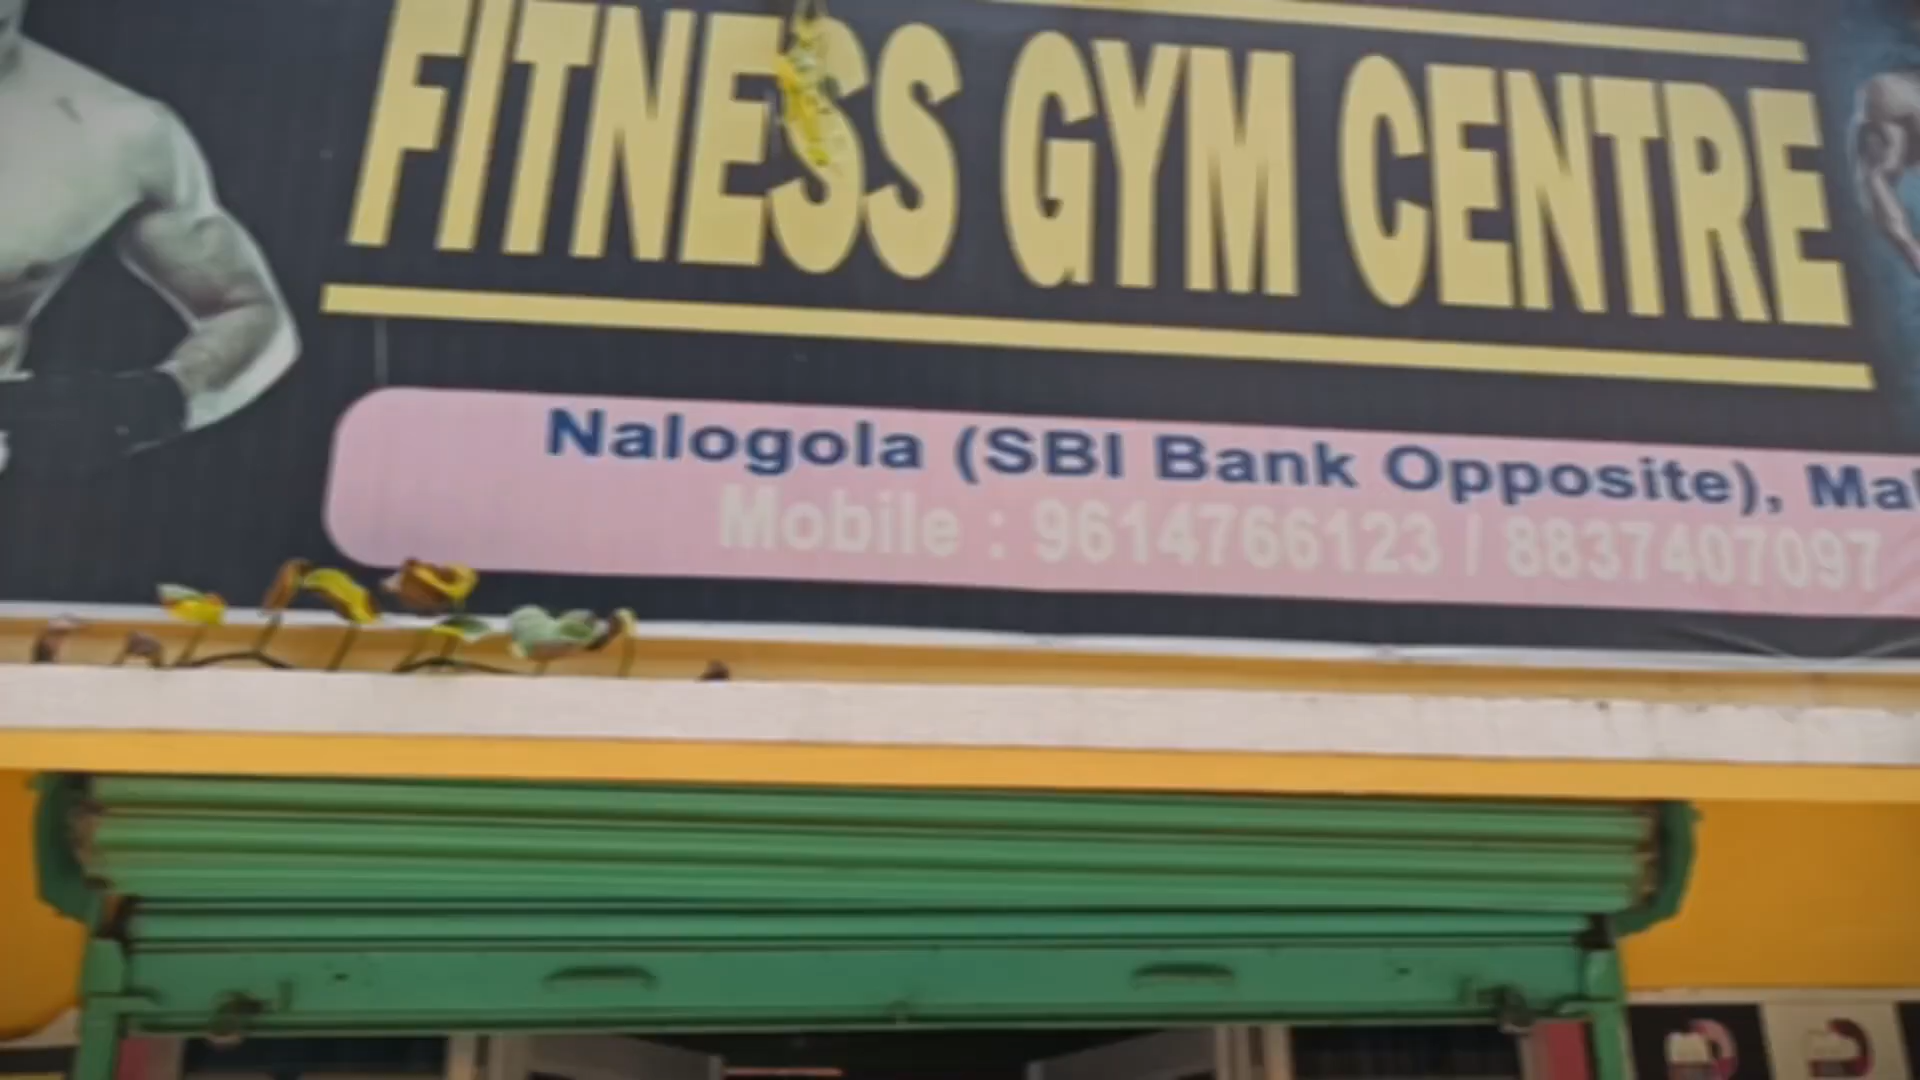 FITNESS GYM CENTRE
Nalogola (SBI Bank Opposite),
Mobile : 9614766123 / 8837407097